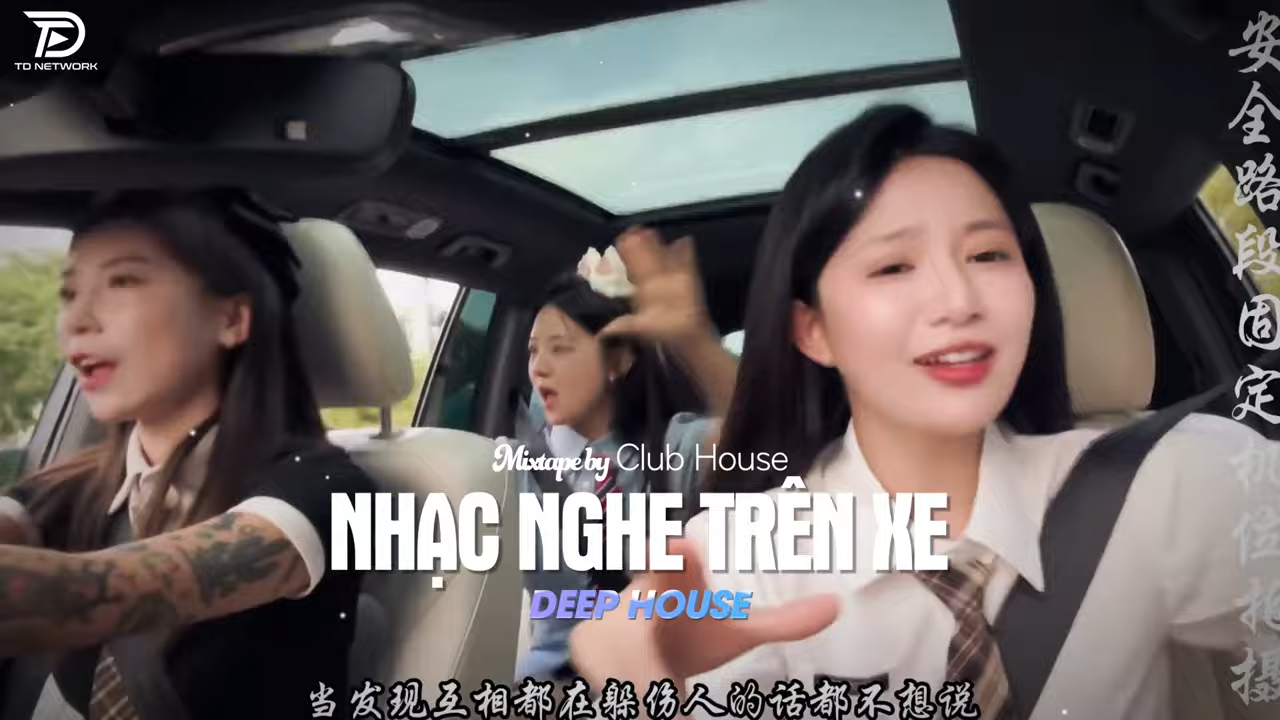 TD NETWORK
安全路段固定机位拍摄
Mixtape by Club House
NHẠC NGHE TRÊN XE
DEEP HOUSE
当发现互相都在躲伤人的话都不想说